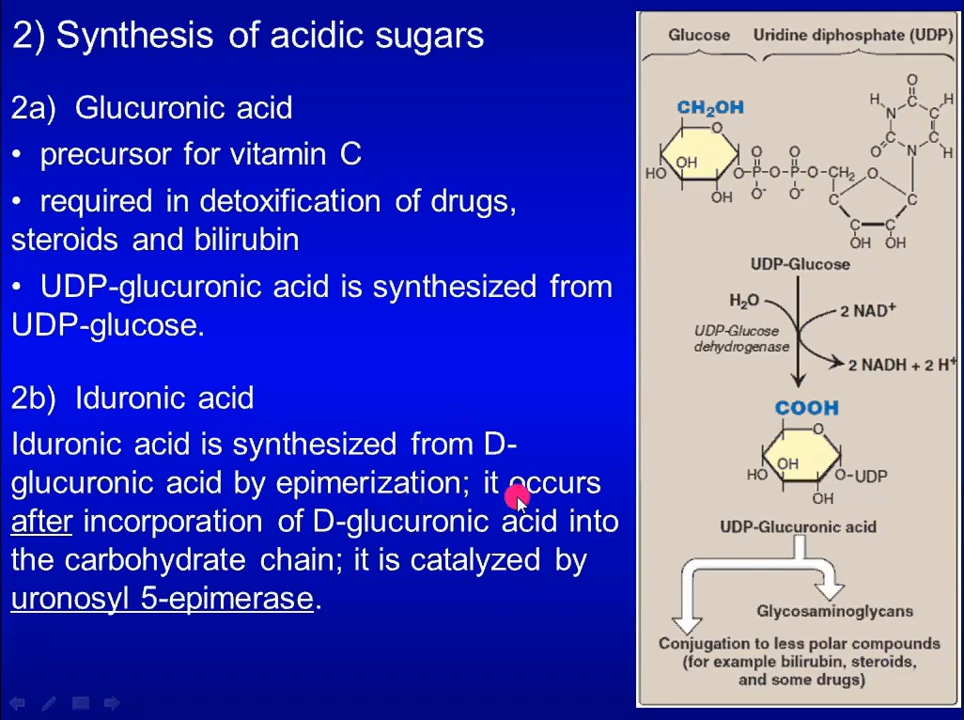 2) Synthesis of acidic sugars
2a) Glucuronic acid
• precursor for vitamin C
• required in detoxification of drugs,
steroids and bilirubin
• UDP-glucuronic acid is synthesized from
UDP-glucose.
2b) Iduronic acid
Iduronic acid is synthesized from D-
glucuronic acid by epimerization; it occurs
after incorporation of D-glucuronic acid into
the carbohydrate chain; it is catalyzed by
uronosyl 5-epimerase.
Glucose Uridine diphosphate (UDP)
CH₂OH
O
H N C C H
O C N C H
HO OH O O-P-O-P-O-CH₂ O
OH O⁻ O⁻ C C
C C
OH OH
UDP-Glucose
H₂O
2 NAD⁺
UDP-Glucose
dehydrogenase
2 NADH + 2 H⁺
COOH
O
OH
HO O-UDP
OH
UDP-Glucuronic acid
Glycosaminoglycans
Conjugation to less polar compounds
(for example bilirubin, steroids,
and some drugs)